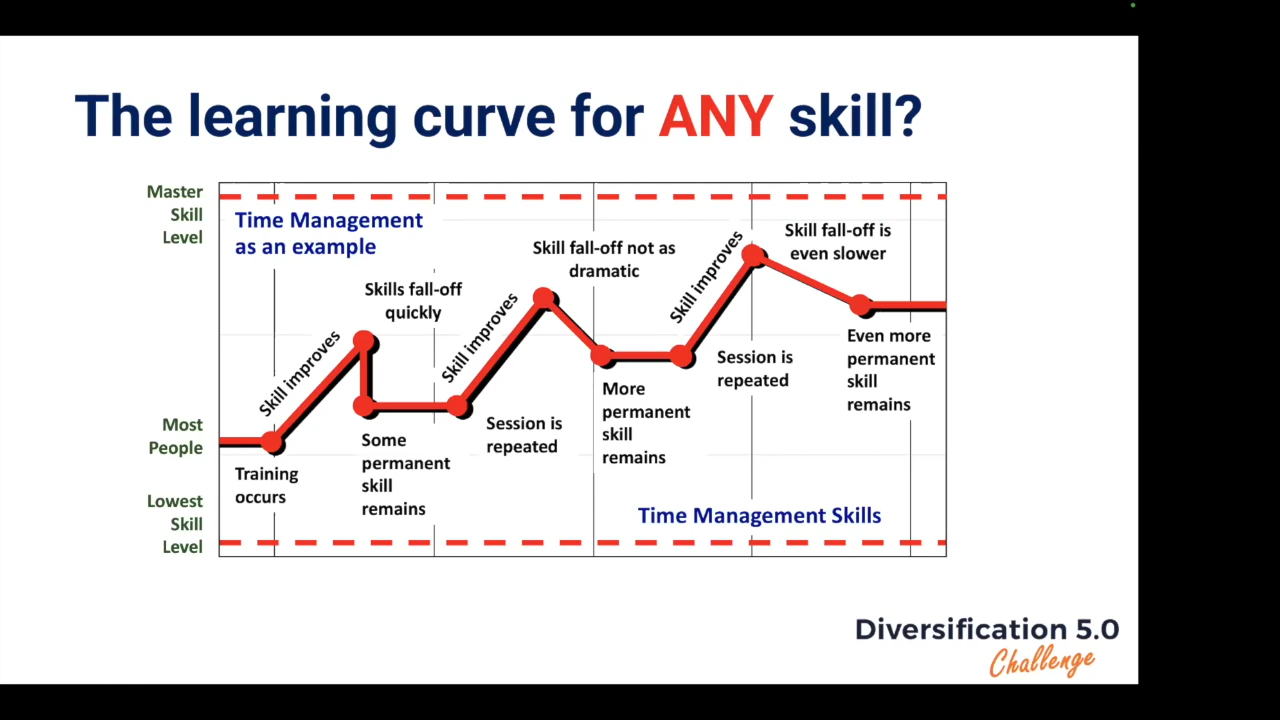 The learning curve for ANY skill?
Master
Skill
Level
Time Management
as an example
Skill fall-off is
even slower
Skill fall-off not as
dramatic
Skills fall-off
quickly
Skill improves
Skill improves
Skill improves
Even more
permanent
skill
remains
Session is
repeated
More
permanent
skill
remains
Session is
repeated
Most
People
Some
permanent
skill
remains
Training
occurs
Lowest
Skill
Level
Time Management Skills
Diversification 5.0
Challenge